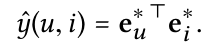 ŷ(u, i) = e*_u^⊤ e*_i.